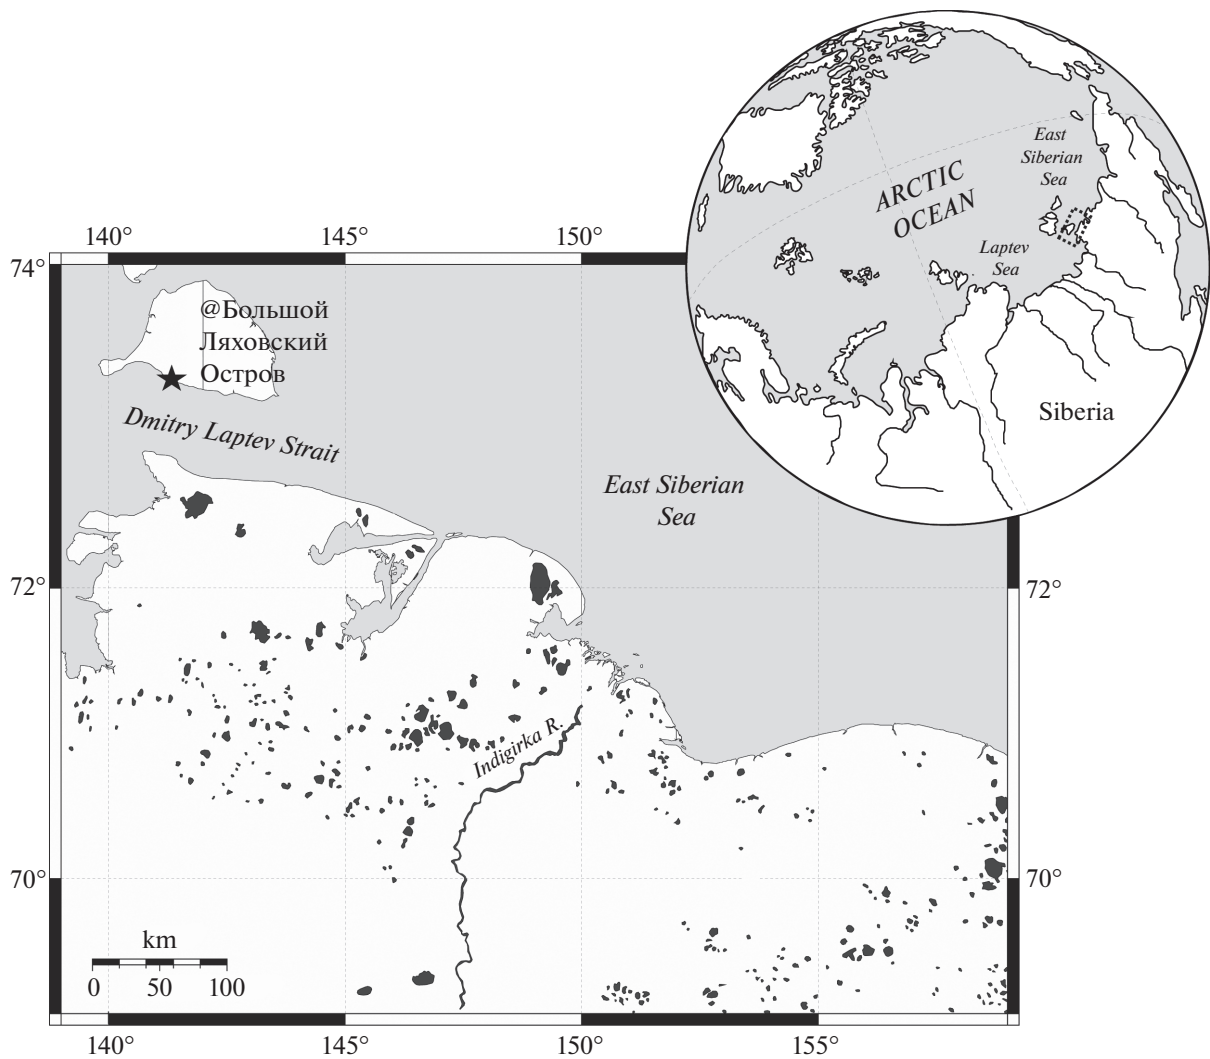 East
Siberian
Sea
ARCTIC
OCEAN
Laptev
Sea
Siberia
140°
145°
150°
74°
@Большой
Ляховский
Остров
Dmitry Laptev Strait
East Siberian
Sea
72°
72°
Indigirka R.
70°
70°
km
0 50 100
140°
145°
150°
155°